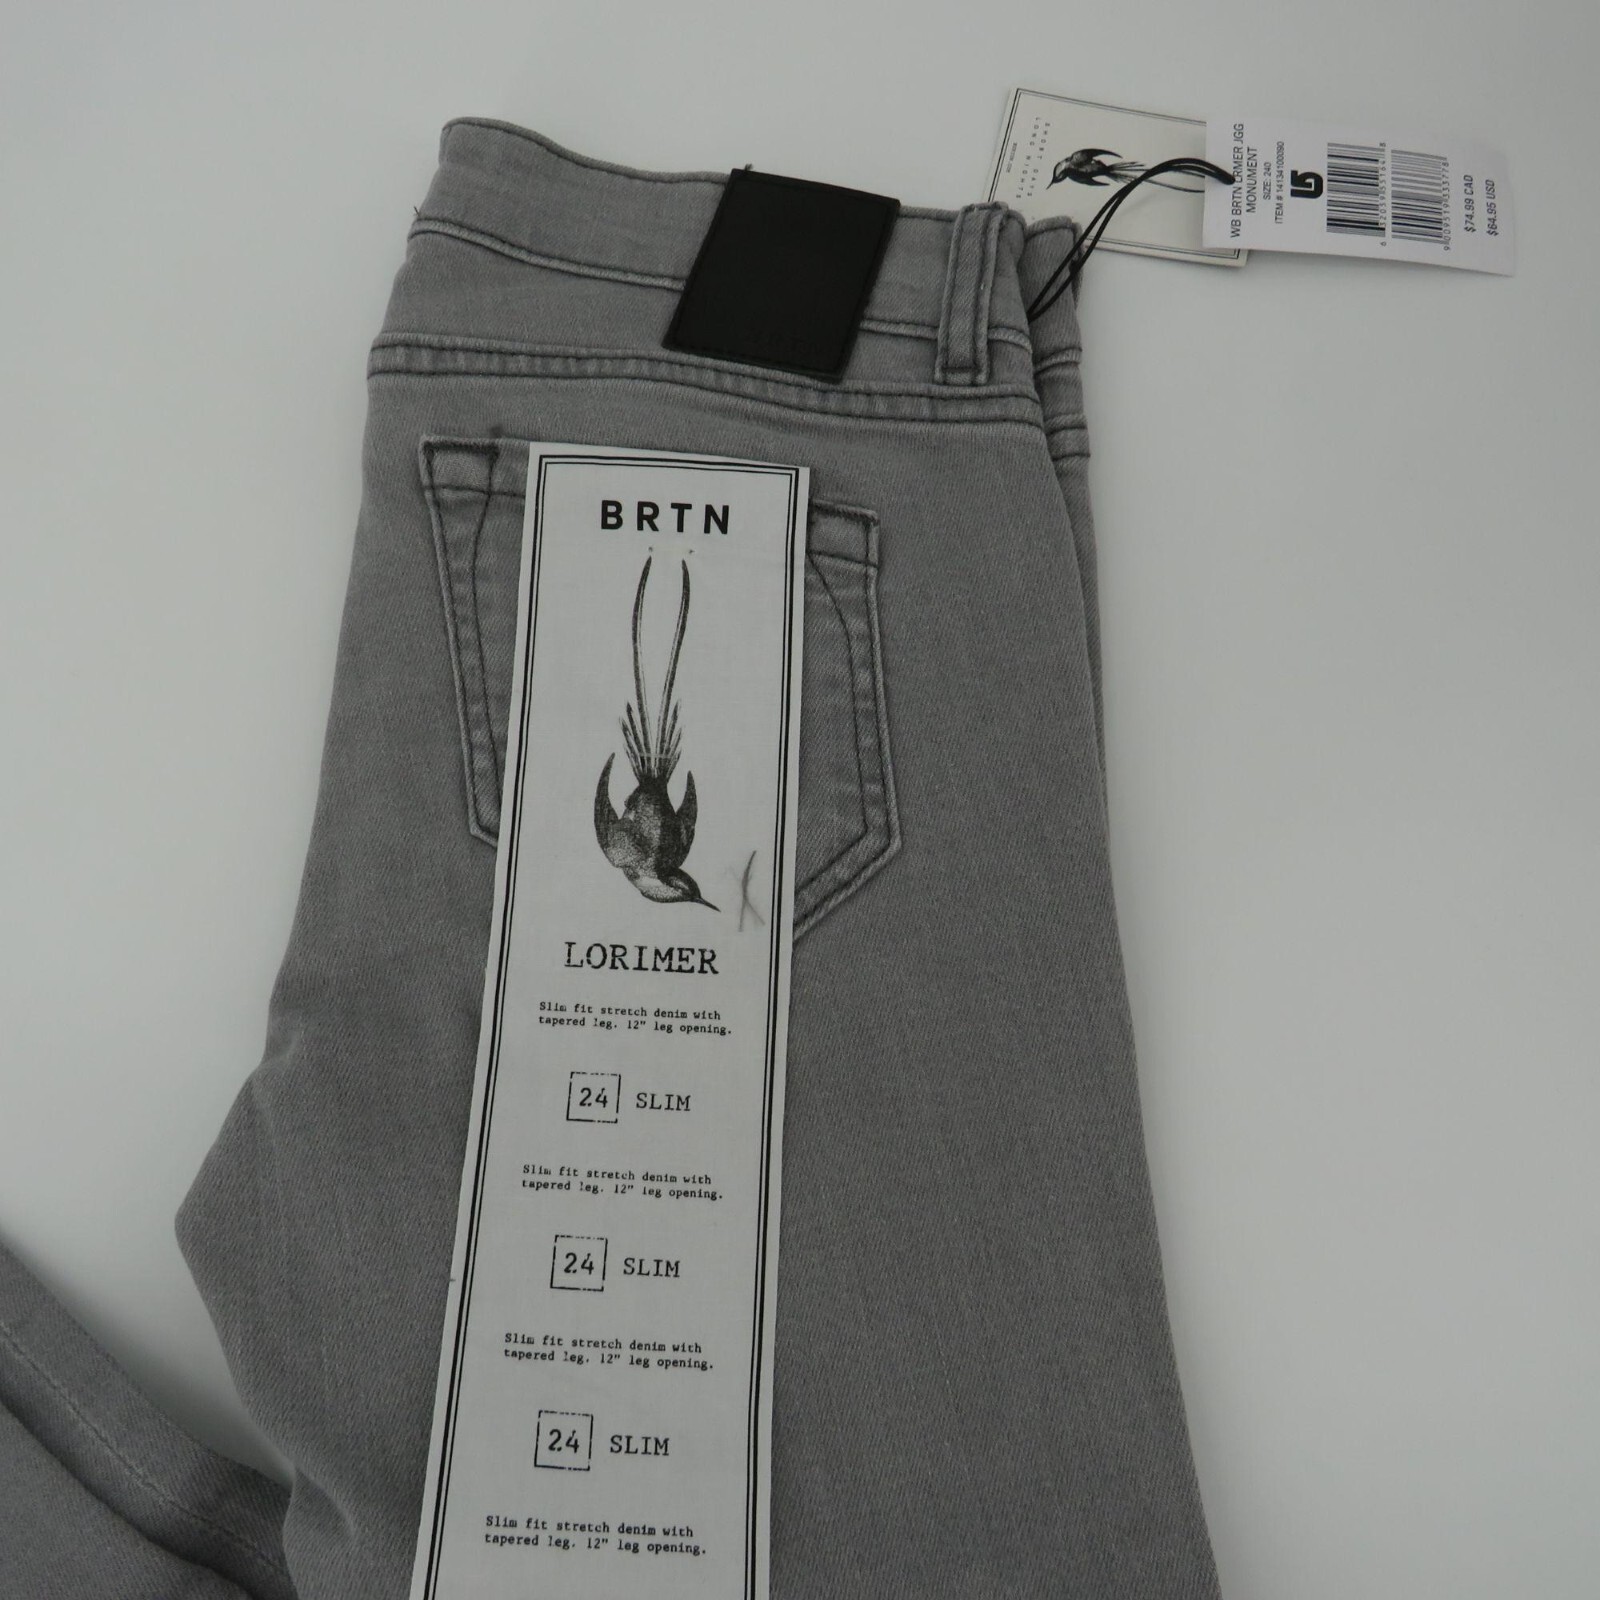 BRTN
LORIMER
Slim fit stretch denim with
tapered leg. 12" leg opening.
24 SLIM
Slim fit stretch denim with
tapered leg. 12" leg opening.
24 SLIM
Slim fit stretch denim with
tapered leg. 12" leg opening.
24 SLIM
Slim fit stretch denim with
tapered leg. 12" leg opening.
WB BRTN LRMER JGG
MONUMENT
SIZE: 240
ITEM # 14134100090
$74.99 CAD
$64.95 USD